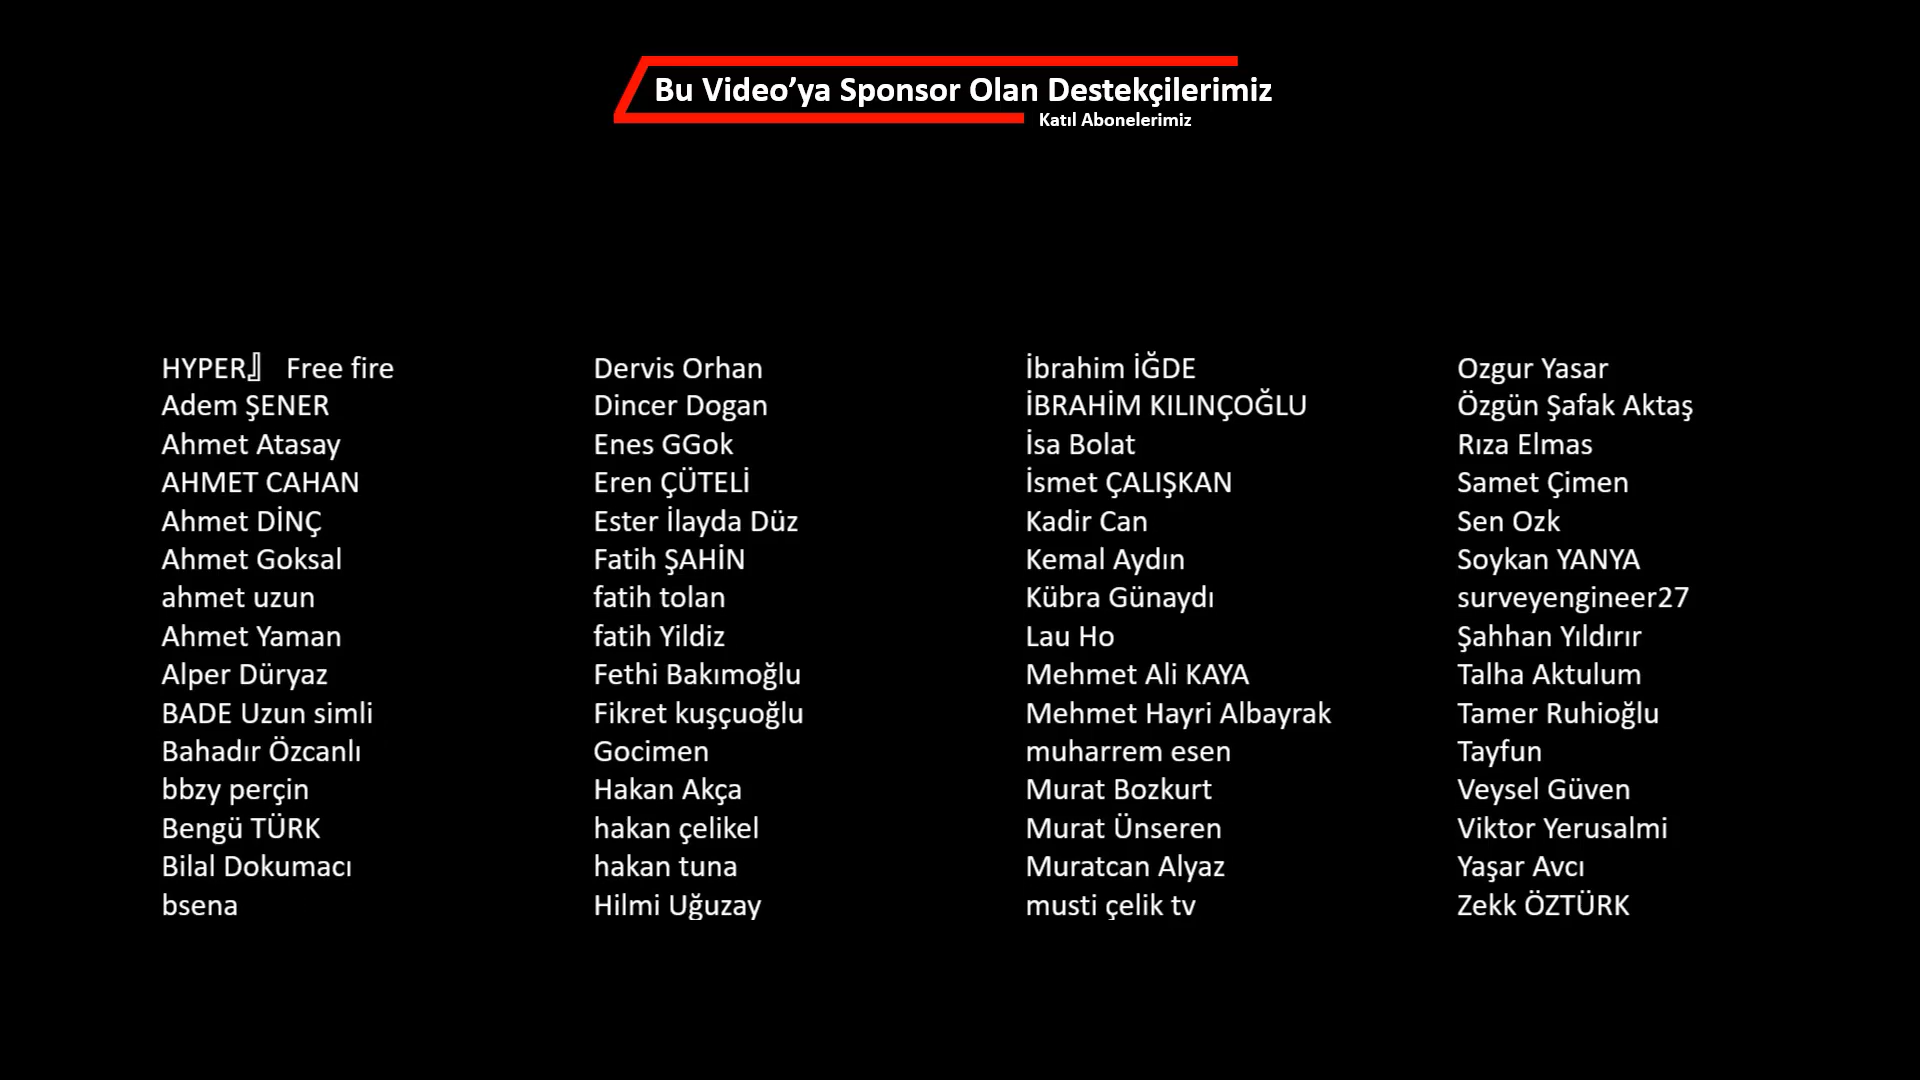 Bu Video’ya Sponsor Olan Destekçilerimiz
Katıl Abonelerimiz
HYPER』 Free fire
Adem ŞENER
Ahmet Atasay
AHMET CAHAN
Ahmet DİNÇ
Ahmet Goksal
ahmet uzun
Ahmet Yaman
Alper Düryaz
BADE Uzun simli
Bahadır Özcanlı
bbzy perçin
Bengü TÜRK
Bilal Dokumacı
bsena
Dervis Orhan
Dincer Dogan
Enes GGok
Eren ÇÜTELİ
Ester İlayda Düz
Fatih ŞAHİN
fatih tolan
fatih Yildiz
Fethi Bakımoğlu
Fikret kuşçuoğlu
Gocimen
Hakan Akça
hakan çelikel
hakan tuna
Hilmi Uğuzay
İbrahim İĞDE
İBRAHİM KILINÇOĞLU
İsa Bolat
İsmet ÇALIŞKAN
Kadir Can
Kemal Aydın
Kübra Günaydı
Lau Ho
Mehmet Ali KAYA
Mehmet Hayri Albayrak
muharrem esen
Murat Bozkurt
Murat Ünseren
Muratcan Alyaz
musti çelik tv
Ozgur Yasar
Özgün Şafak Aktaş
Rıza Elmas
Samet Çimen
Sen Ozk
Soykan YANYA
surveyengineer27
Şahhan Yıldırır
Talha Aktulum
Tamer Ruhioğlu
Tayfun
Veysel Güven
Viktor Yerusalmi
Yaşar Avcı
Zekk ÖZTÜRK